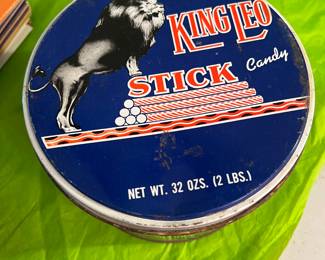 KING LEO
STICK
Candy
NET WT. 32 OZS. (2 LBS.)